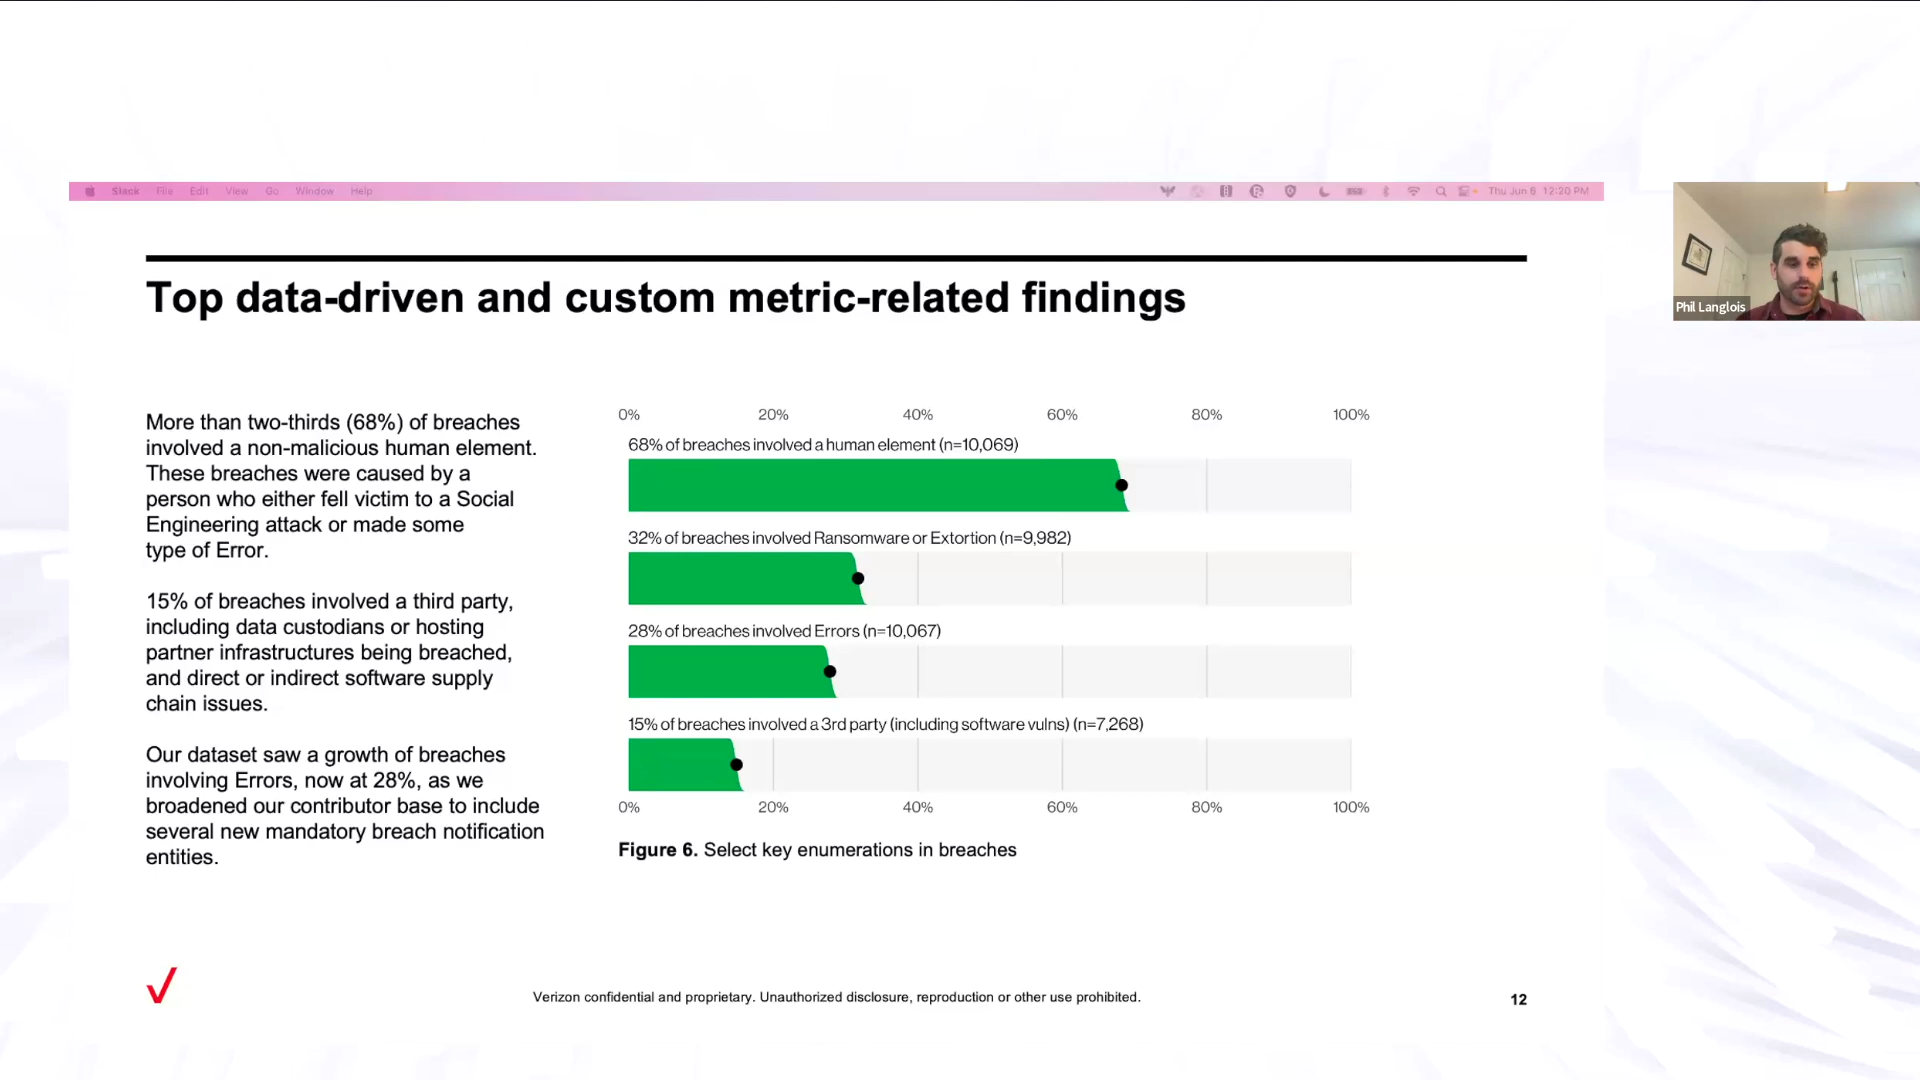 Slack File Edit View Go Window Help Thu Jun 6 12:20 PM
Phil Langlois
Top data-driven and custom metric-related findings
More than two-thirds (68%) of breaches
involved a non-malicious human element.
These breaches were caused by a
person who either fell victim to a Social
Engineering attack or made some
type of Error.
15% of breaches involved a third party,
including data custodians or hosting
partner infrastructures being breached,
and direct or indirect software supply
chain issues.
Our dataset saw a growth of breaches
involving Errors, now at 28%, as we
broadened our contributor base to include
several new mandatory breach notification
entities.
0% 20% 40% 60% 80% 100%
68% of breaches involved a human element (n=10,069)
32% of breaches involved Ransomware or Extortion (n=9,982)
28% of breaches involved Errors (n=10,067)
15% of breaches involved a 3rd party (including software vulns) (n=7,268)
0% 20% 40% 60% 80% 100%
Figure 6. Select key enumerations in breaches
Verizon confidential and proprietary. Unauthorized disclosure, reproduction or other use prohibited.
12